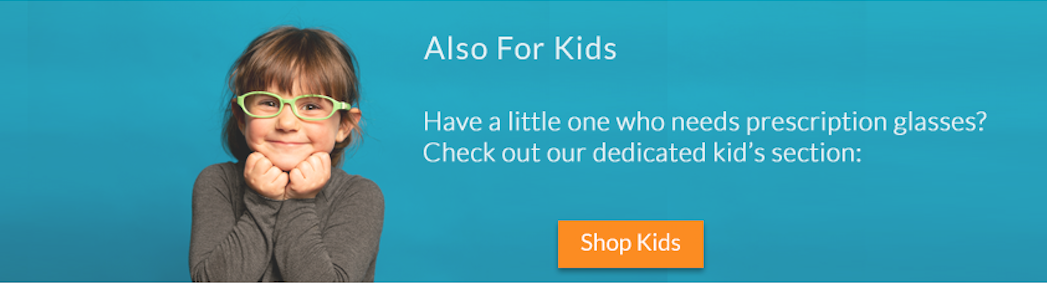 Also For Kids
Have a little one who needs prescription glasses?
Check out our dedicated kid's section:
Shop Kids